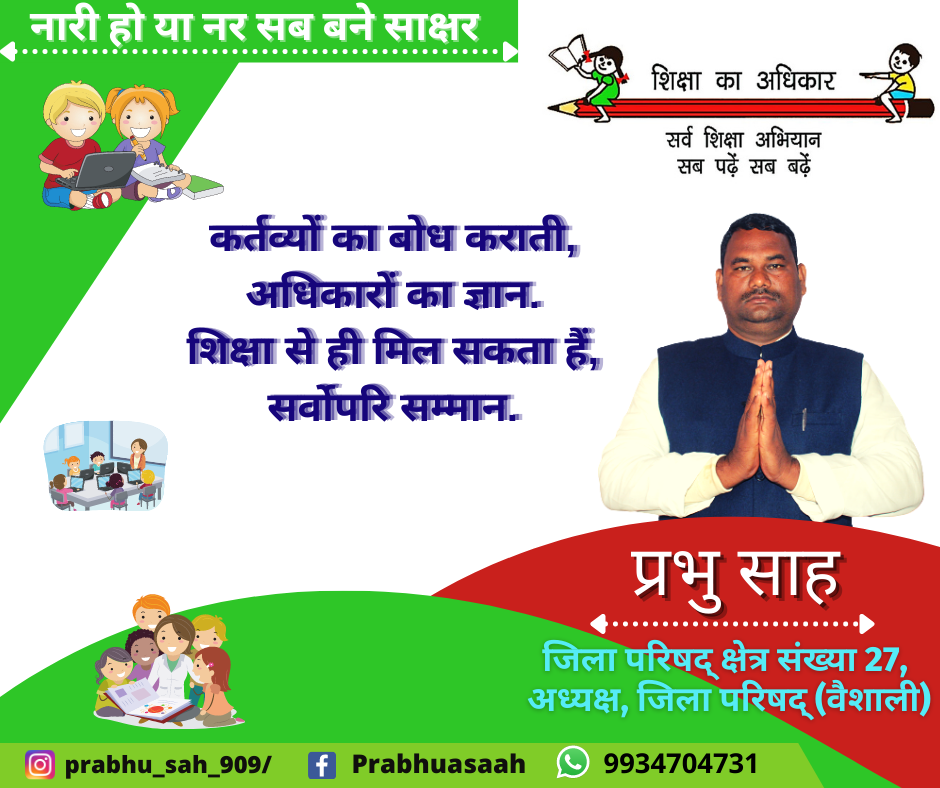 नारी हो या नर सब बने साक्षर
शिक्षा का अधिकार
सर्व शिक्षा अभियान
सब पढ़ें सब बढ़ें
कर्तव्यों का बोध कराती,
अधिकारों का ज्ञान.
शिक्षा से ही मिल सकता हैं,
सर्वोपरि सम्मान.
प्रभु साह
जिला परिषद् क्षेत्र संख्या 27,
अध्यक्ष, जिला परिषद् (वैशाली)
prabhu_sah_909/ Prabhuasaah 9934704731